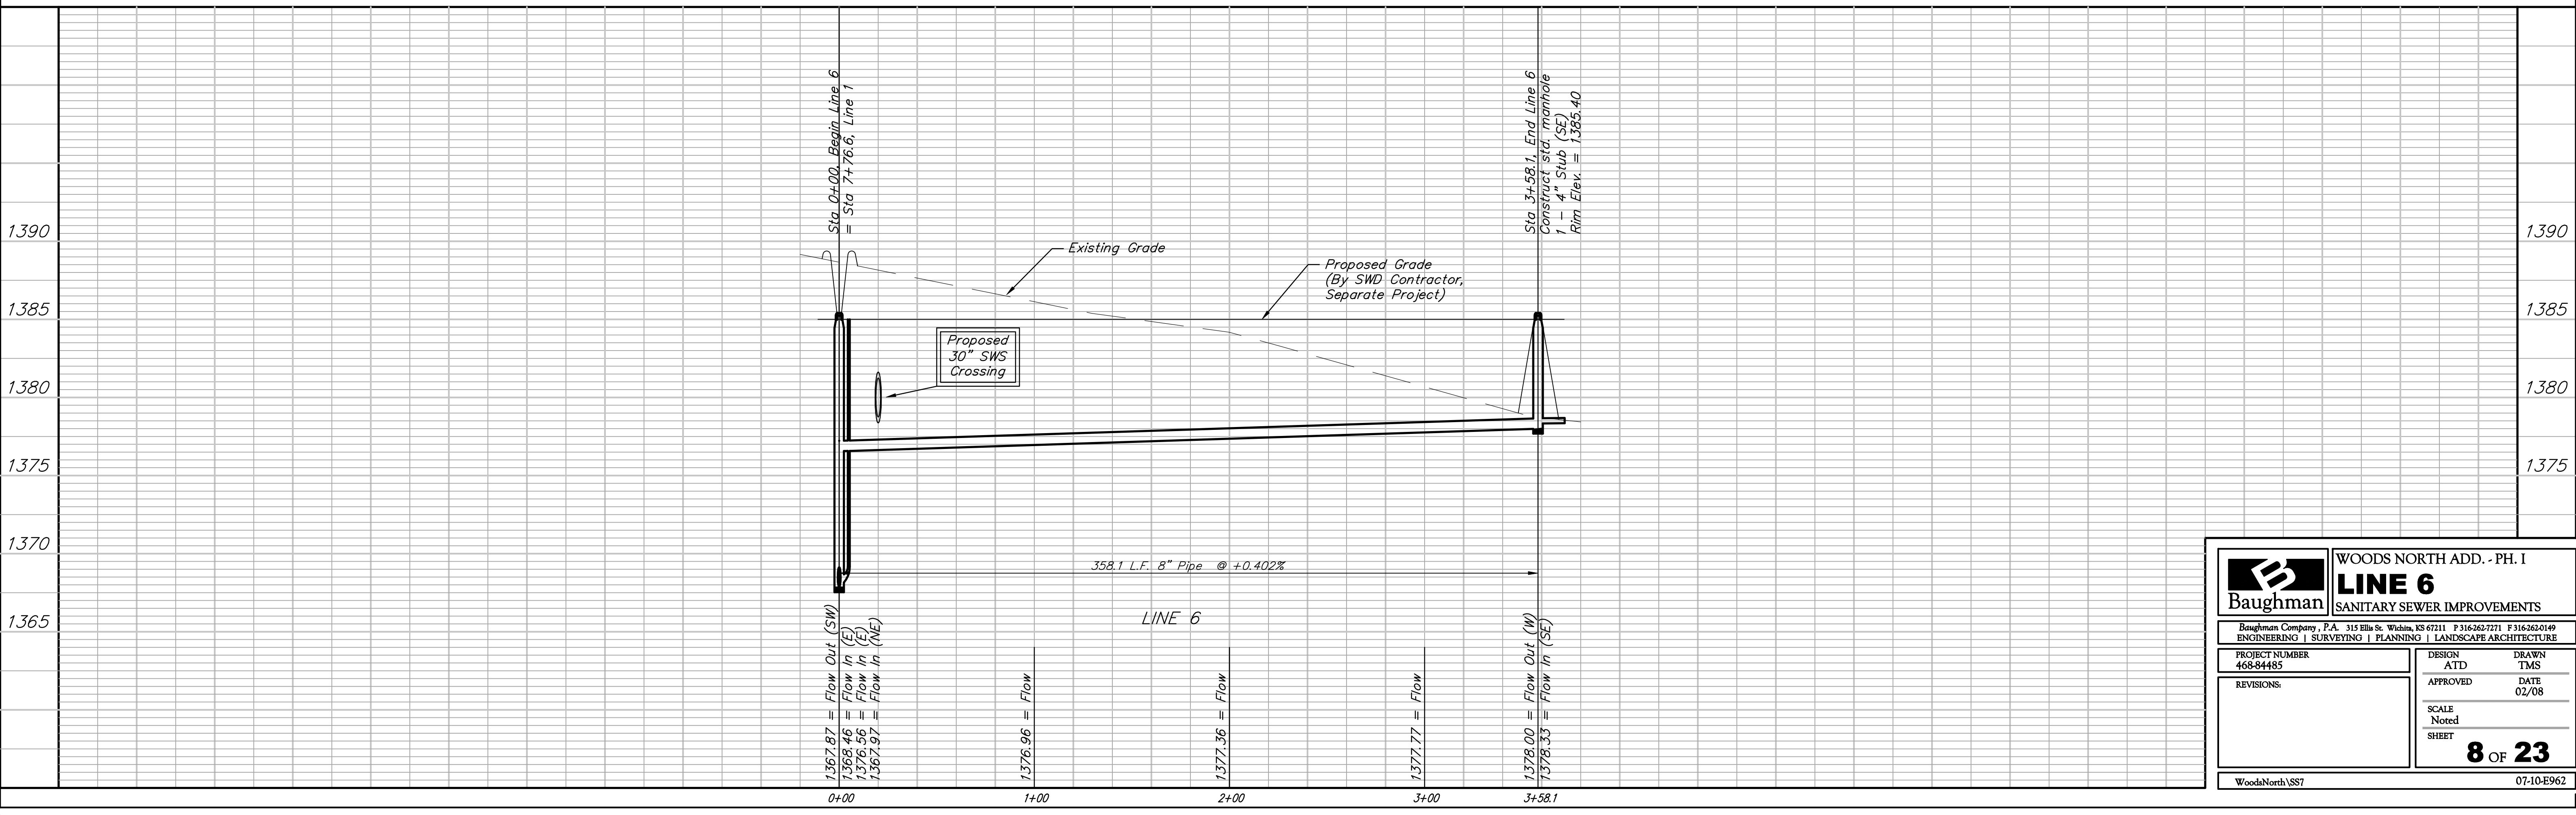 Sta 0+00, Begin Line 6
= Sta 7+76.6, Line 1
Sta 3+58.1, End Line 6
Construct std. manhole
1 - 4" Stub (SE)
Rim Elev. = 1385.40
1390
1390
Existing Grade
Proposed Grade
(By SWD Contractor,
Separate Project)
1385
1385
Proposed
30" SWS
Crossing
1380
1380
1375
1375
1370
358.1 L.F. 8" Pipe @ +0.402%
1365
LINE 6
1367.87 = Flow Out (SW)
1368.46 = Flow In (E)
1376.56 = Flow In (E)
1367.97 = Flow In (NE)
1376.96 = Flow
1377.36 = Flow
1377.77 = Flow
1378.00 = Flow Out (W)
1378.33 = Flow In (SE)
0+00
1+00
2+00
3+00
3+58.1
B
Baughman
WOODS NORTH ADD. - PH. I
LINE 6
SANITARY SEWER IMPROVEMENTS
Baughman Company, P.A. 315 Ellis St. Wichita, KS 67211 P 316-262-7271 F 316-262-0149
ENGINEERING | SURVEYING | PLANNING | LANDSCAPE ARCHITECTURE
PROJECT NUMBER
468-84485
REVISIONS:
DESIGN
ATD
DRAWN
TMS
APPROVED
DATE
02/08
SCALE
Noted
SHEET
8 OF 23
WoodsNorth\SS7
07-10-E962